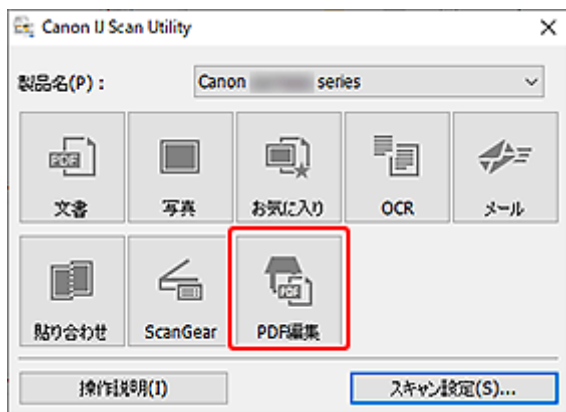 Canon IJ Scan Utility
製品名(P) : Canon series
PDF
文書 写真 お気に入り OCR メール
PDF
貼り合わせ ScanGear PDF編集
操作説明(I) スキャン設定(S)...